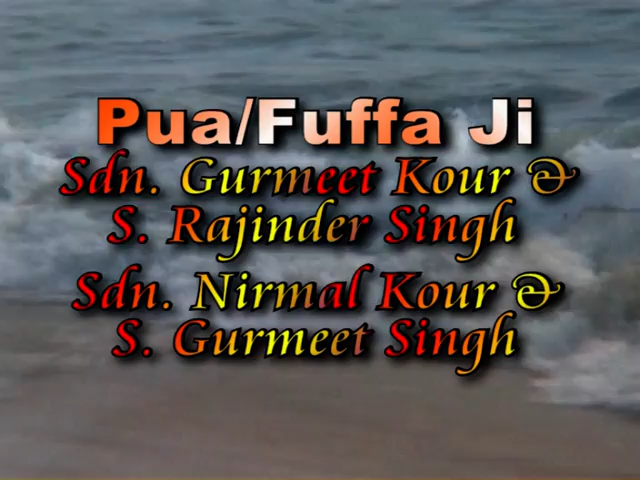 Pua/Fuffa Ji
Sdn. Gurmeet Kour &
S. Rajinder Singh
Sdn. Nirmal Kour &
S. Gurmeet Singh